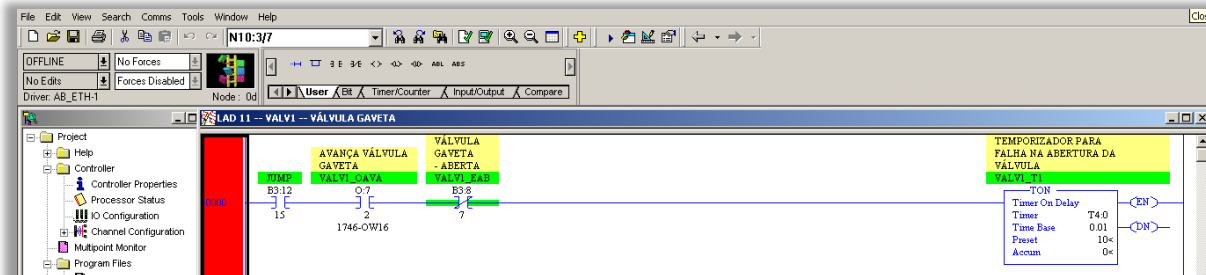 File Edit View Search Comms Tools Window Help
Clos
N10:3/7
OFFLINE No Forces
No Edits Forces Disabled
Driver: AB_ETH-1 Node : 0d
ABL ABS
User Bit Timer/Counter Input/Output Compare
LAD 11 -- VALV1 -- VÁLVULA GAVETA
Project
Help
Controller
Controller Properties
Processor Status
IO Configuration
Channel Configuration
Multipoint Monitor
Program Files
0000
JUMP
B3:12
15
AVANÇA VÁLVULA
GAVETA
VALV1_OAVA
O:7
2
1746-OW16
VÁLVULA
GAVETA
- ABERTA
VALV1_EAB
B3:8
7
TEMPORIZADOR PARA
FALHA NA ABERTURA DA
VÁLVULA
VALV1_T1
TON
Timer On Delay
Timer T4:0
Time Base 0.01
Preset 10<
Accum 0<
EN
DN